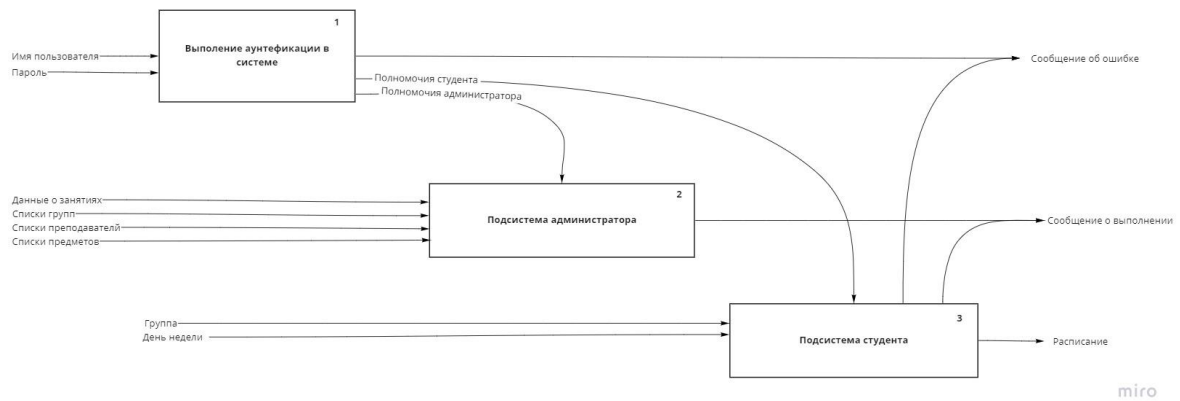 1
Выполение аунтефикации в
системе
Имя пользователя
Пароль
Сообщение об ошибке
Полномочия студента
Полномочия администратора
2
Данные о занятиях
Списки групп
Списки преподавателй
Списки предметов
Подсистема администратора
Сообщение о выполнении
3
Группа
День недели
Подсистема студента
Расписание
miro